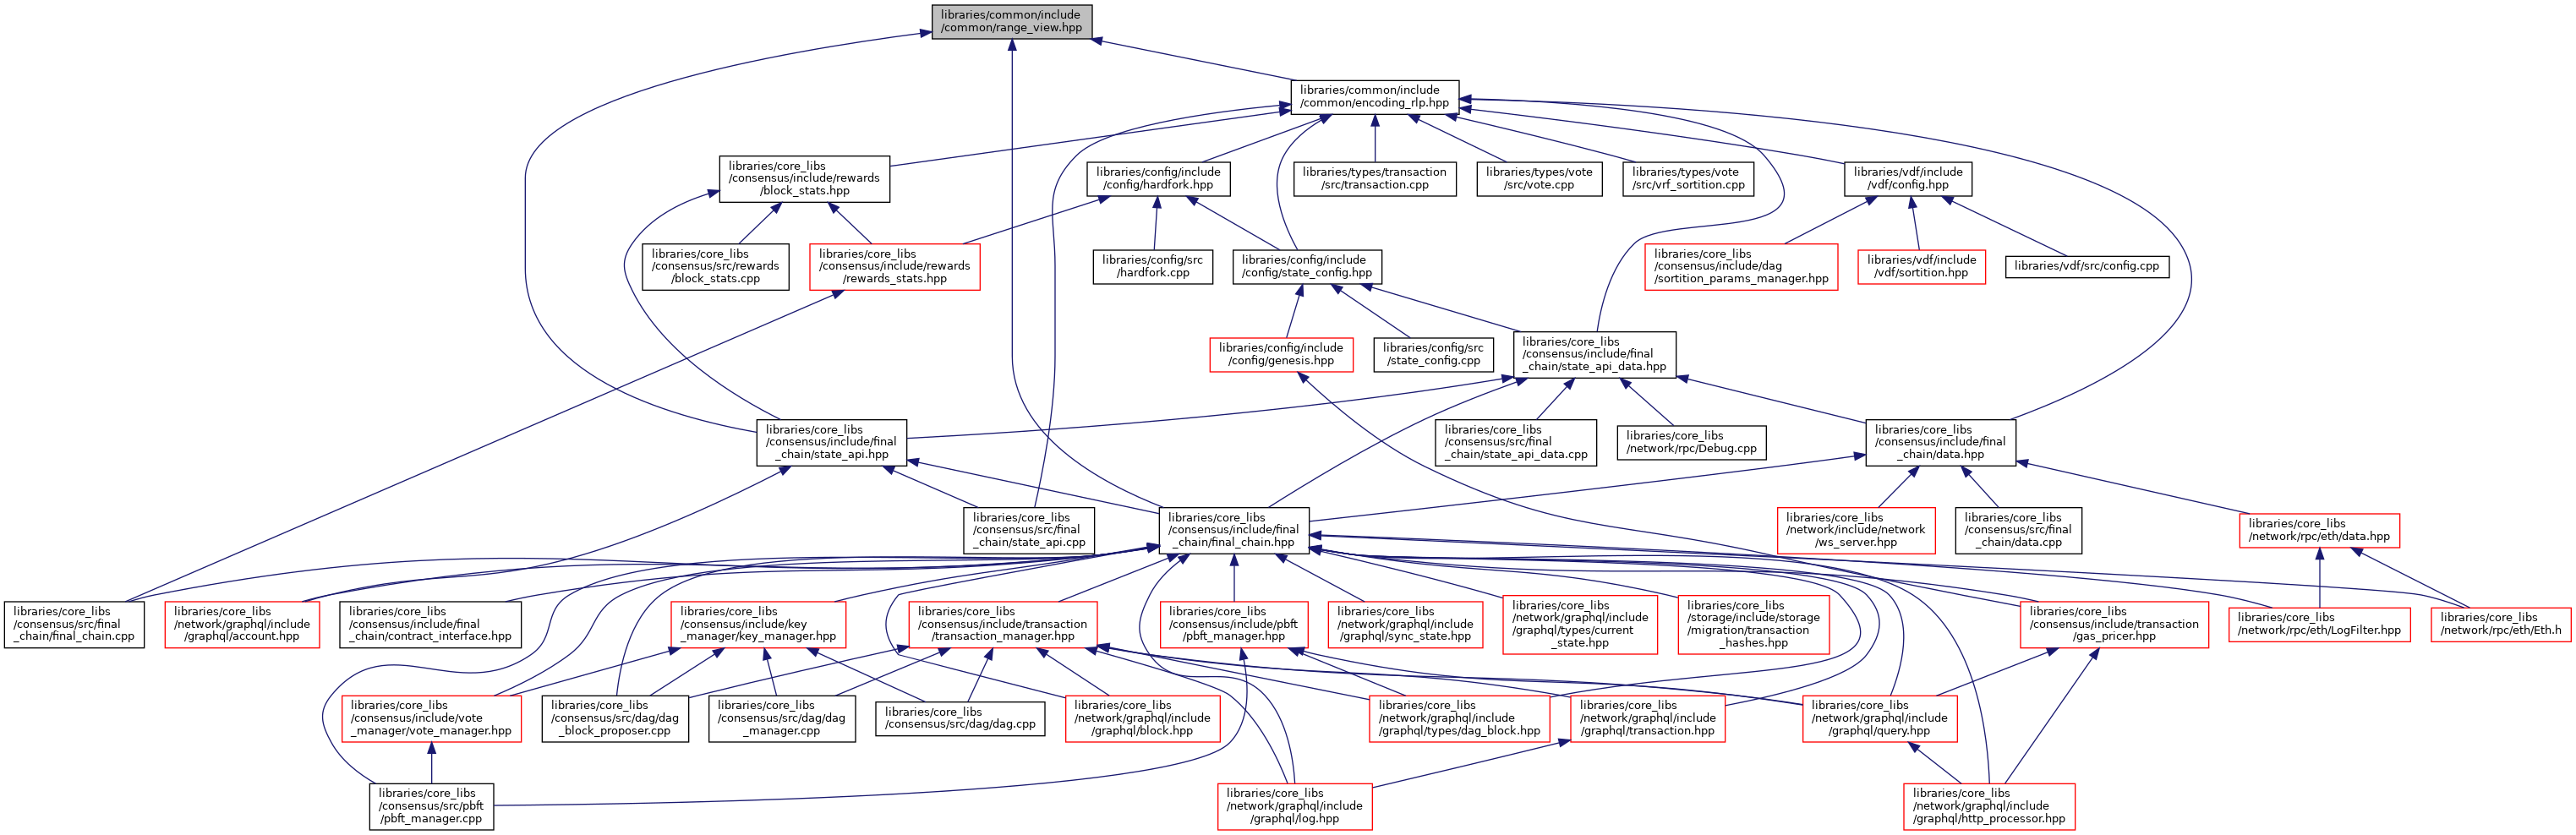 libraries/common/include
/common/range_view.hpp
libraries/common/include
/common/encoding_rlp.hpp
libraries/core_libs
/consensus/include/rewards
/block_stats.hpp
libraries/config/include
/config/hardfork.hpp
libraries/types/transaction
/src/transaction.cpp
libraries/types/vote
/src/vote.cpp
libraries/types/vote
/src/vrf_sortition.cpp
libraries/vdf/include
/vdf/config.hpp
libraries/core_libs
/consensus/src/rewards
/block_stats.cpp
libraries/core_libs
/consensus/include/rewards
/rewards_stats.hpp
libraries/config/src
/hardfork.cpp
libraries/config/include
/config/state_config.hpp
libraries/core_libs
/consensus/include/dag
/sortition_params_manager.hpp
libraries/vdf/include
/vdf/sortition.hpp
libraries/vdf/src/config.cpp
libraries/config/include
/config/genesis.hpp
libraries/config/src
/state_config.cpp
libraries/core_libs
/consensus/include/final
_chain/state_api_data.hpp
libraries/core_libs
/consensus/include/final
_chain/state_api.hpp
libraries/core_libs
/consensus/src/final
_chain/state_api_data.cpp
libraries/core_libs
/network/rpc/Debug.cpp
libraries/core_libs
/consensus/include/final
_chain/data.hpp
libraries/core_libs
/consensus/src/final
_chain/state_api.cpp
libraries/core_libs
/consensus/include/final
_chain/final_chain.hpp
libraries/core_libs
/network/include/network
/ws_server.hpp
libraries/core_libs
/consensus/src/final
_chain/data.cpp
libraries/core_libs
/network/rpc/eth/data.hpp
libraries/core_libs
/consensus/src/final
_chain/final_chain.cpp
libraries/core_libs
/network/graphql/include
/graphql/account.hpp
libraries/core_libs
/consensus/include/final
_chain/contract_interface.hpp
libraries/core_libs
/consensus/include/key
_manager/key_manager.hpp
libraries/core_libs
/consensus/include/transaction
/transaction_manager.hpp
libraries/core_libs
/consensus/include/pbft
/pbft_manager.hpp
libraries/core_libs
/network/graphql/include
/graphql/sync_state.hpp
libraries/core_libs
/network/graphql/include
/graphql/types/current
_state.hpp
libraries/core_libs
/storage/include/storage
/migration/transaction
_hashes.hpp
libraries/core_libs
/consensus/include/transaction
/gas_pricer.hpp
libraries/core_libs
/network/rpc/eth/LogFilter.hpp
libraries/core_libs
/network/rpc/eth/Eth.h
libraries/core_libs
/consensus/include/vote
_manager/vote_manager.hpp
libraries/core_libs
/consensus/src/dag/dag
_block_proposer.cpp
libraries/core_libs
/consensus/src/dag/dag
_manager.cpp
libraries/core_libs
/consensus/src/dag/dag.cpp
libraries/core_libs
/network/graphql/include
/graphql/block.hpp
libraries/core_libs
/network/graphql/include
/graphql/types/dag_block.hpp
libraries/core_libs
/network/graphql/include
/graphql/transaction.hpp
libraries/core_libs
/network/graphql/include
/graphql/query.hpp
libraries/core_libs
/consensus/src/pbft
/pbft_manager.cpp
libraries/core_libs
/network/graphql/include
/graphql/log.hpp
libraries/core_libs
/network/graphql/include
/graphql/http_processor.hpp